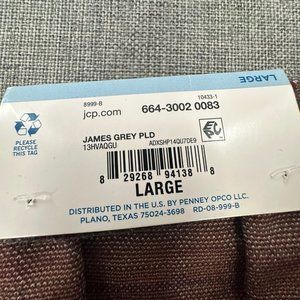 LARGE
8999-B
10433-1
jcp.com
664-3002 0083
PLEASE
RECYCLE
THIS TAG
JAMES GREY PLD
13HVAQGU
ADXSHP14QU7DE9
8 29268 94138 8
LARGE
DISTRIBUTED IN THE U.S. BY PENNEY OPCO LLC.
PLANO, TEXAS 75024-3698 RD-08-999-B